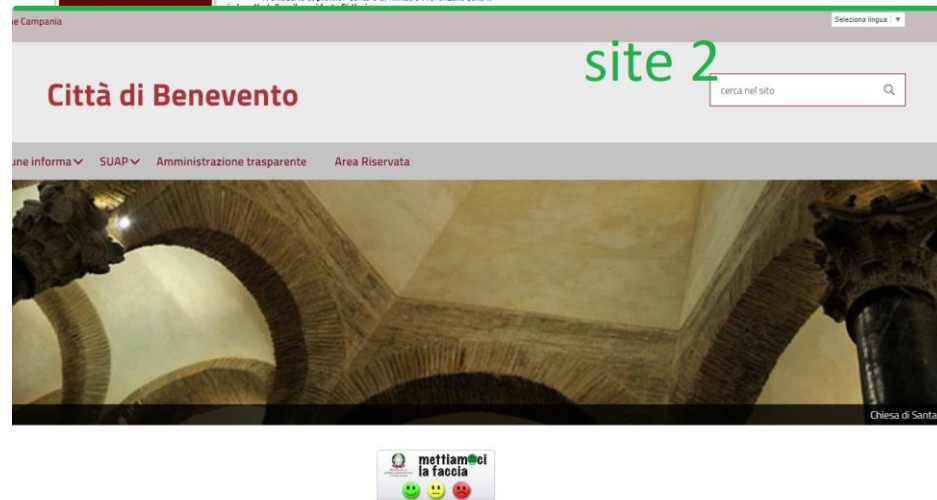 ne Campania
Seleziona lingua ▼
site 2
Città di Benevento
cerca nel sito
une informa
SUAP
Amministrazione trasparente
Area Riservata
Chiesa di Santa
mettiamoci
la faccia